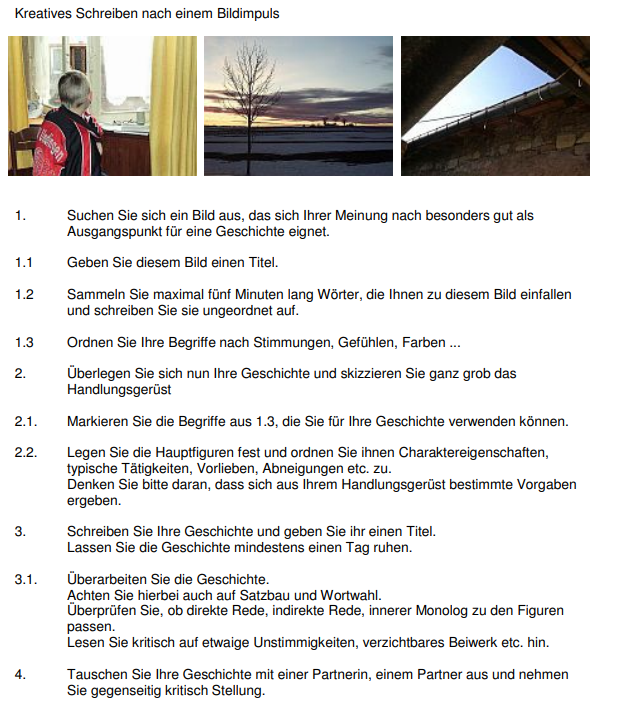 Kreatives Schreiben nach einem Bildimpuls
1. Suchen Sie sich ein Bild aus, das sich Ihrer Meinung nach besonders gut als
Ausgangspunkt für eine Geschichte eignet.
1.1 Geben Sie diesem Bild einen Titel.
1.2 Sammeln Sie maximal fünf Minuten lang Wörter, die Ihnen zu diesem Bild einfallen
und schreiben Sie sie ungeordnet auf.
1.3 Ordnen Sie Ihre Begriffe nach Stimmungen, Gefühlen, Farben ...
2. Überlegen Sie sich nun Ihre Geschichte und skizzieren Sie ganz grob das
Handlungsgerüst
2.1. Markieren Sie die Begriffe aus 1.3, die Sie für Ihre Geschichte verwenden können.
2.2. Legen Sie die Hauptfiguren fest und ordnen Sie ihnen Charaktereigenschaften,
typische Tätigkeiten, Vorlieben, Abneigungen etc. zu.
Denken Sie bitte daran, dass sich aus Ihrem Handlungsgerüst bestimmte Vorgaben
ergeben.
3. Schreiben Sie Ihre Geschichte und geben Sie ihr einen Titel.
Lassen Sie die Geschichte mindestens einen Tag ruhen.
3.1. Überarbeiten Sie die Geschichte.
Achten Sie hierbei auch auf Satzbau und Wortwahl.
Überprüfen Sie, ob direkte Rede, indirekte Rede, innerer Monolog zu den Figuren
passen.
Lesen Sie kritisch auf etwaige Unstimmigkeiten, verzichtbares Beiwerk etc. hin.
4. Tauschen Sie Ihre Geschichte mit einer Partnerin, einem Partner aus und nehmen
Sie gegenseitig kritisch Stellung.